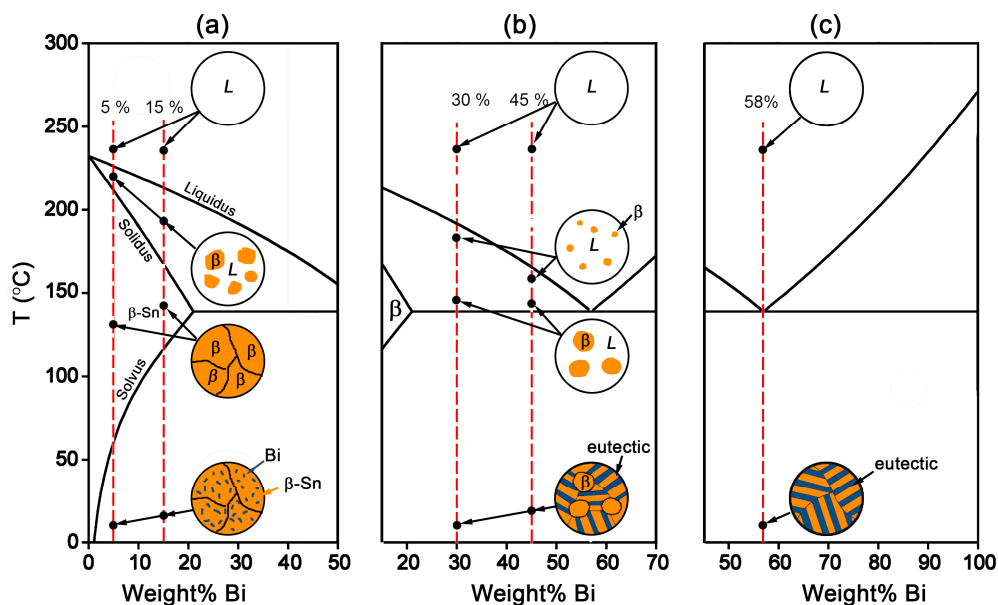 (a)
(b)
(c)
T (°C)
300
250
200
150
100
50
0
5 %
15 %
L
Liquidus
Solidus
β
L
β-Sn
β
β
β
β
Solvus
Bi
β-Sn
0
10
20
30
40
50
Weight% Bi
30 %
45 %
L
β
L
β
β
L
eutectic
β
20
30
40
50
60
70
Weight% Bi
58%
L
eutectic
50
60
70
80
90
100
Weight% Bi